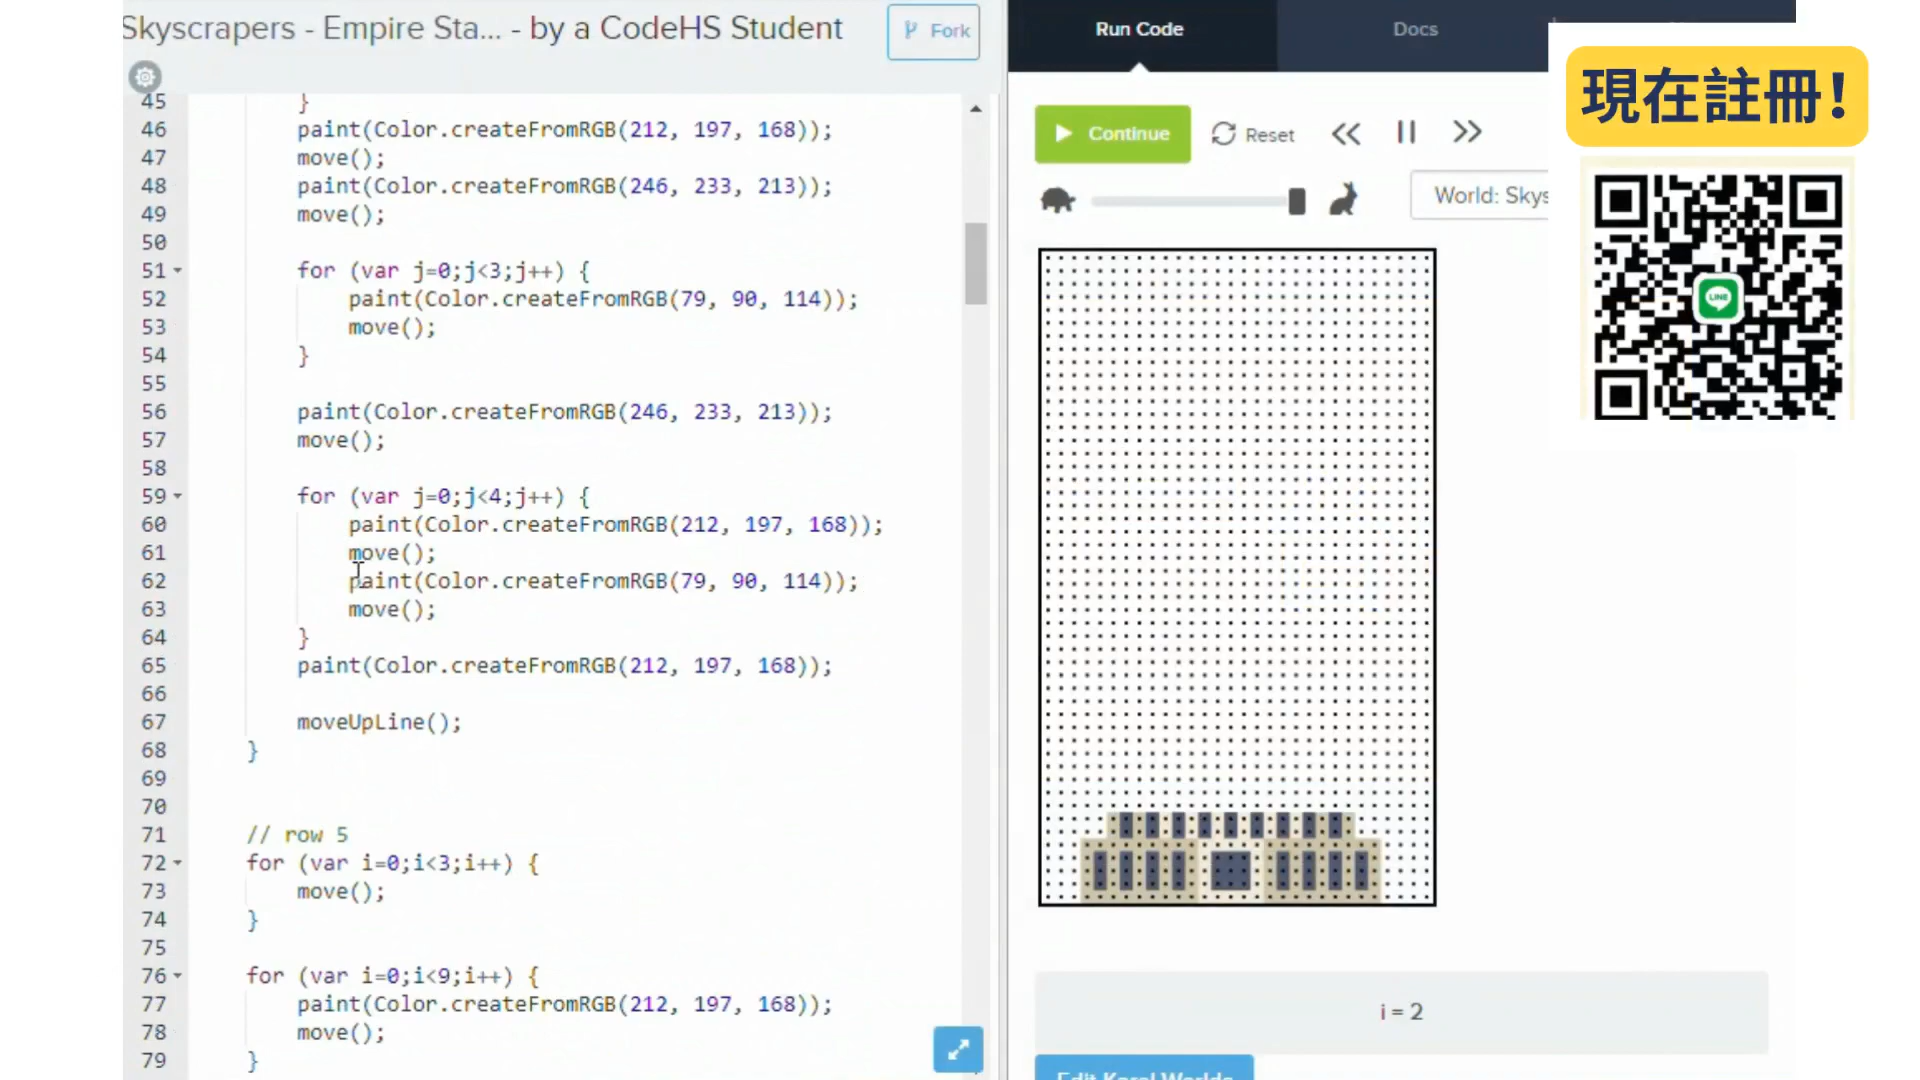 Skyscrapers - Empire Sta... - by a CodeHS Student
Fork
45 }
46 paint(Color.createFromRGB(212, 197, 168));
47 move();
48 paint(Color.createFromRGB(246, 233, 213));
49 move();
50
51 for (var j=0;j<3;j++) {
52 paint(Color.createFromRGB(79, 90, 114));
53 move();
54 }
55
56 paint(Color.createFromRGB(246, 233, 213));
57 move();
58
59 for (var j=0;j<4;j++) {
60 paint(Color.createFromRGB(212, 197, 168));
61 move();
62 paint(Color.createFromRGB(79, 90, 114));
63 move();
64 }
65 paint(Color.createFromRGB(212, 197, 168));
66
67 moveUpLine();
68 }
69
70
71 // row 5
72 for (var i=0;i<3;i++) {
73 move();
74 }
75
76 for (var i=0;i<9;i++) {
77 paint(Color.createFromRGB(212, 197, 168));
78 move();
79 }
Run Code
Docs
Continue
Reset
World: Skys
i = 2
Edit Karel Worlds
現在註冊!
LINE